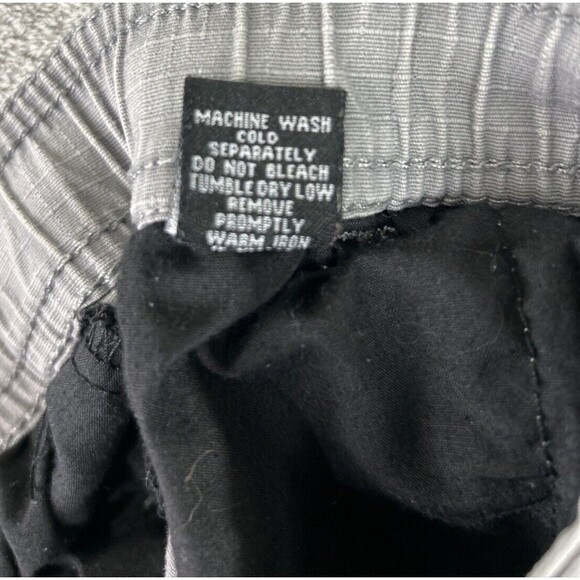 MACHINE WASH
COLD
SEPARATELY
DO NOT BLEACH
TUMBLE DRY LOW
REMOVE
PROMPTLY
WARM IRON